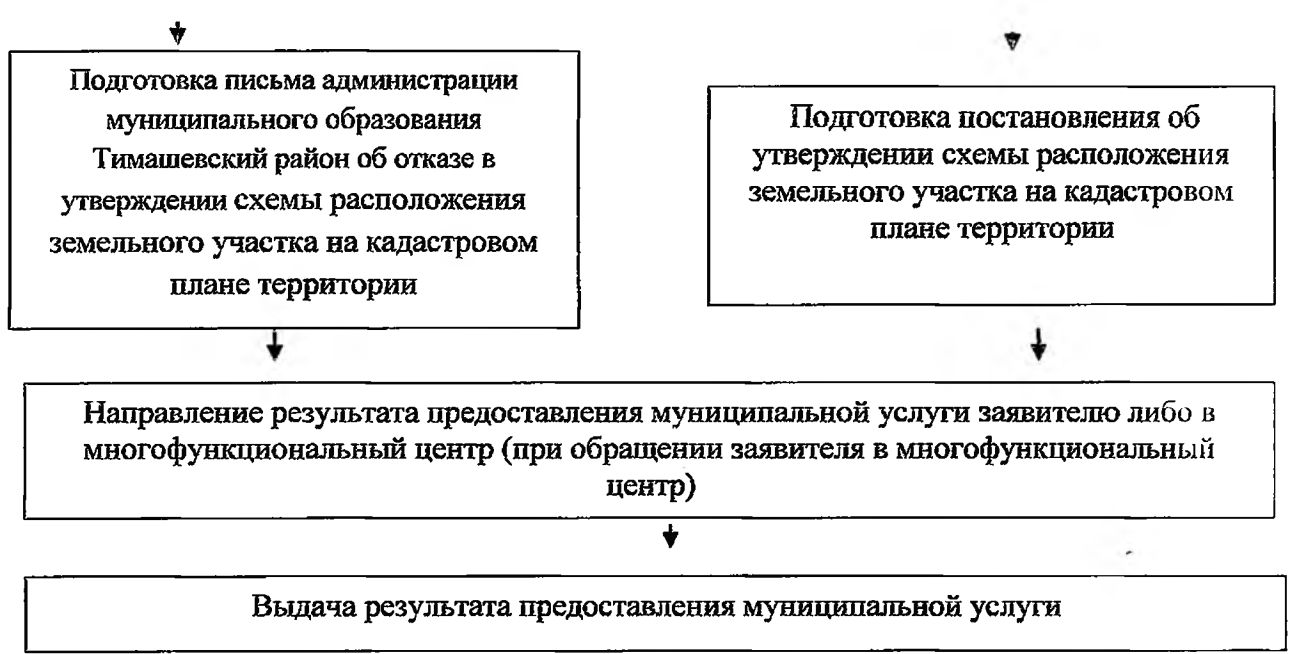 Подготовка письма администрации
муниципального образования
Тимашевский район об отказе в
утверждении схемы расположения
земельного участка на кадастровом
плане территории
Подготовка постановления об
утверждении схемы расположения
земельного участка на кадастровом
плане территории
Направление результата предоставления муниципальной услуги заявителю либо в
многофункциональный центр (при обращении заявителя в многофункциональный
центр)
Выдача результата предоставления муниципальной услуги